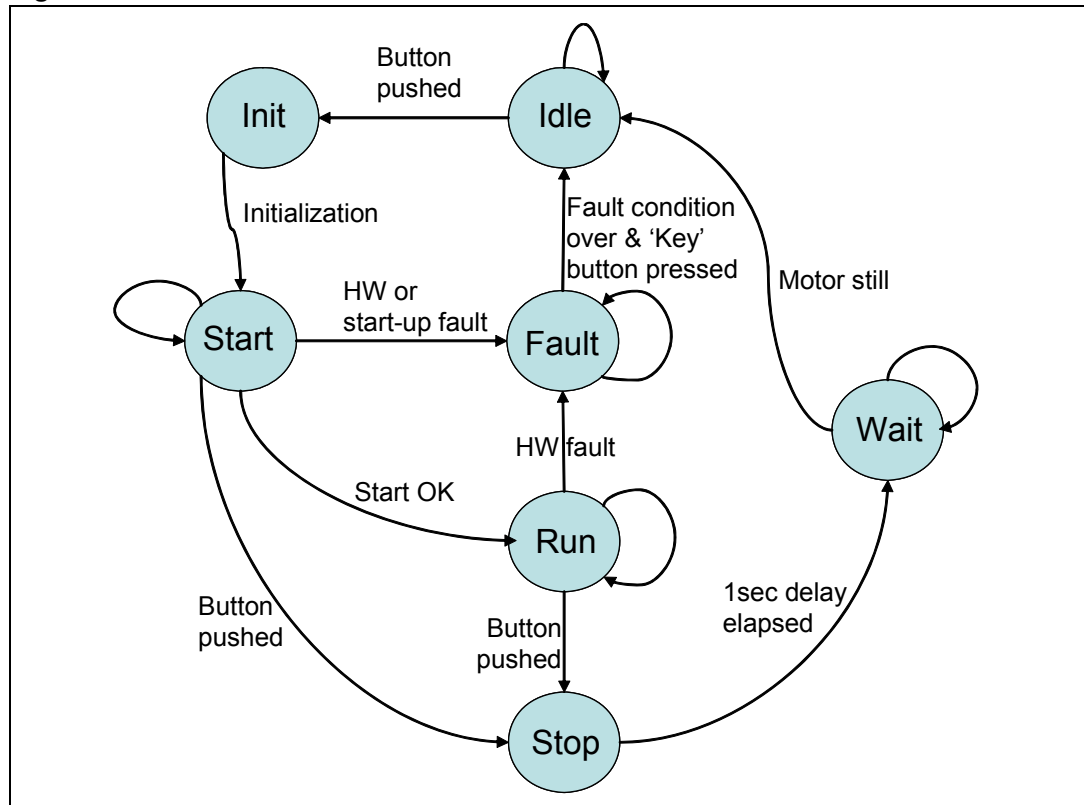 Button
pushed
Init
Idle
Initialization
Fault condition
over & ‘Key’
button pressed
Motor still
HW or
start-up fault
Start
Fault
Wait
HW fault
Start OK
Run
1sec delay
elapsed
Button
pushed
Button
pushed
Stop